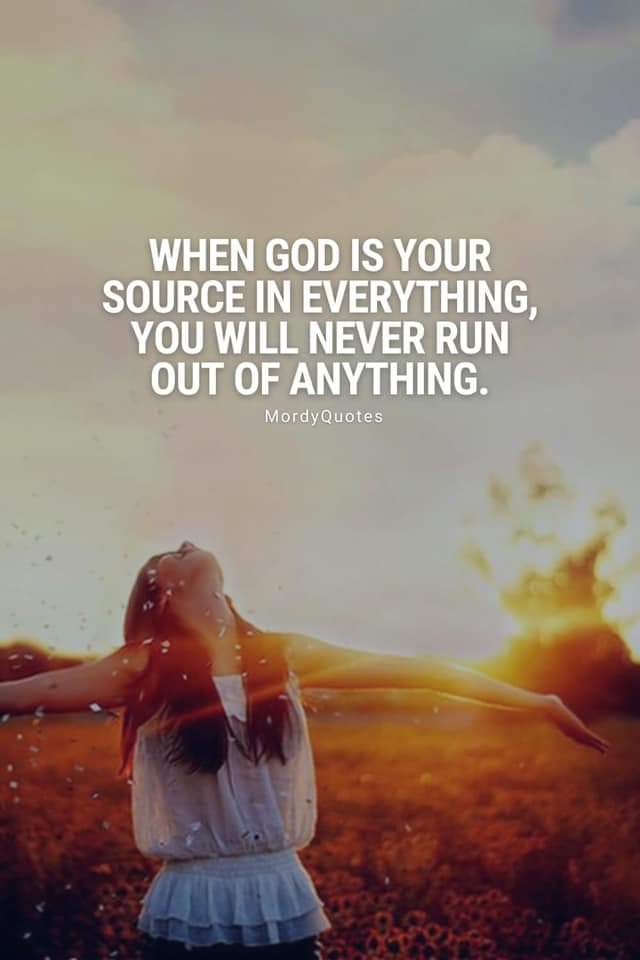 WHEN GOD IS YOUR
SOURCE IN EVERYTHING,
YOU WILL NEVER RUN
OUT OF ANYTHING.
MordyQuotes